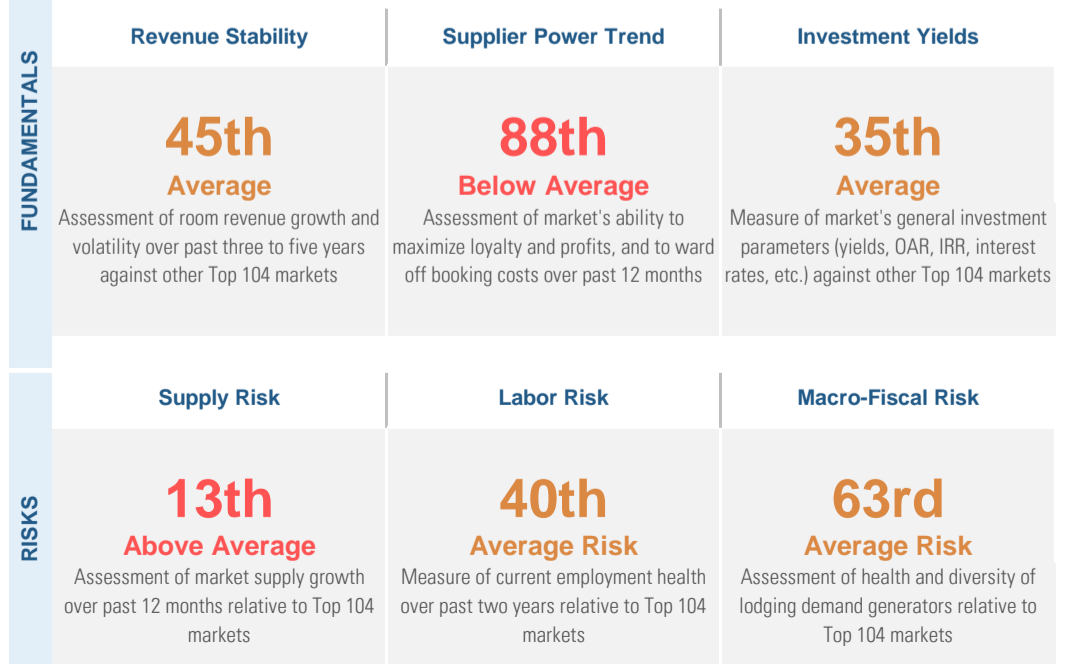 FUNDAMENTALS
Revenue Stability
45th
Average
Assessment of room revenue growth and
volatility over past three to five years
against other Top 104 markets
Supplier Power Trend
88th
Below Average
Assessment of market's ability to
maximize loyalty and profits, and to ward
off booking costs over past 12 months
Investment Yields
35th
Average
Measure of market's general investment
parameters (yields, OAR, IRR, interest
rates, etc.) against other Top 104 markets
RISKS
Supply Risk
13th
Above Average
Assessment of market supply growth
over past 12 months relative to Top 104
markets
Labor Risk
40th
Average Risk
Measure of current employment health
over past two years relative to Top 104
markets
Macro-Fiscal Risk
63rd
Average Risk
Assessment of health and diversity of
lodging demand generators relative to
Top 104 markets